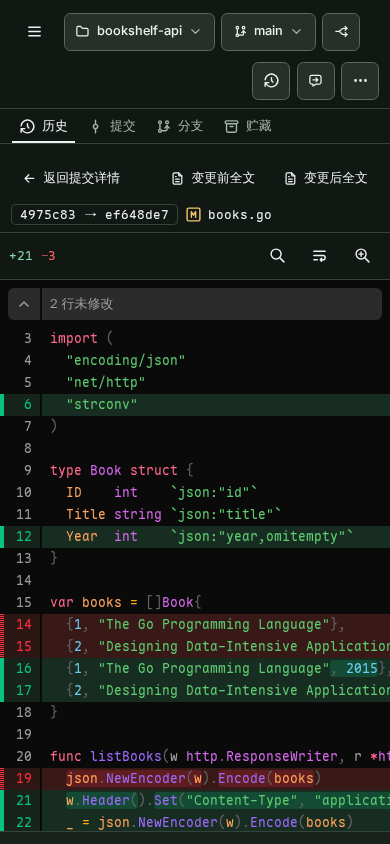 bookshelf-api
main
历史
提交
分支
贮藏
← 返回提交详情
变更前全文
变更后全文
4975c83 → ef648de7
M books.go
+21 −3
2 行未修改
3 import (
4 "encoding/json"
5 "net/http"
6 "strconv"
7 )
8
9 type Book struct {
10 ID int `json:"id"`
11 Title string `json:"title"`
12 Year int `json:"year,omitempty"`
13 }
14
15 var books = []Book{
14 {1, "The Go Programming Language"},
15 {2, "Designing Data-Intensive Application
16 {1, "The Go Programming Language", 2015},
17 {2, "Designing Data-Intensive Application
18 }
19
20 func listBooks(w http.ResponseWriter, r *ht
19 json.NewEncoder(w).Encode(books)
21 w.Header().Set("Content-Type", "applicati
22 _ = json.NewEncoder(w).Encode(books)